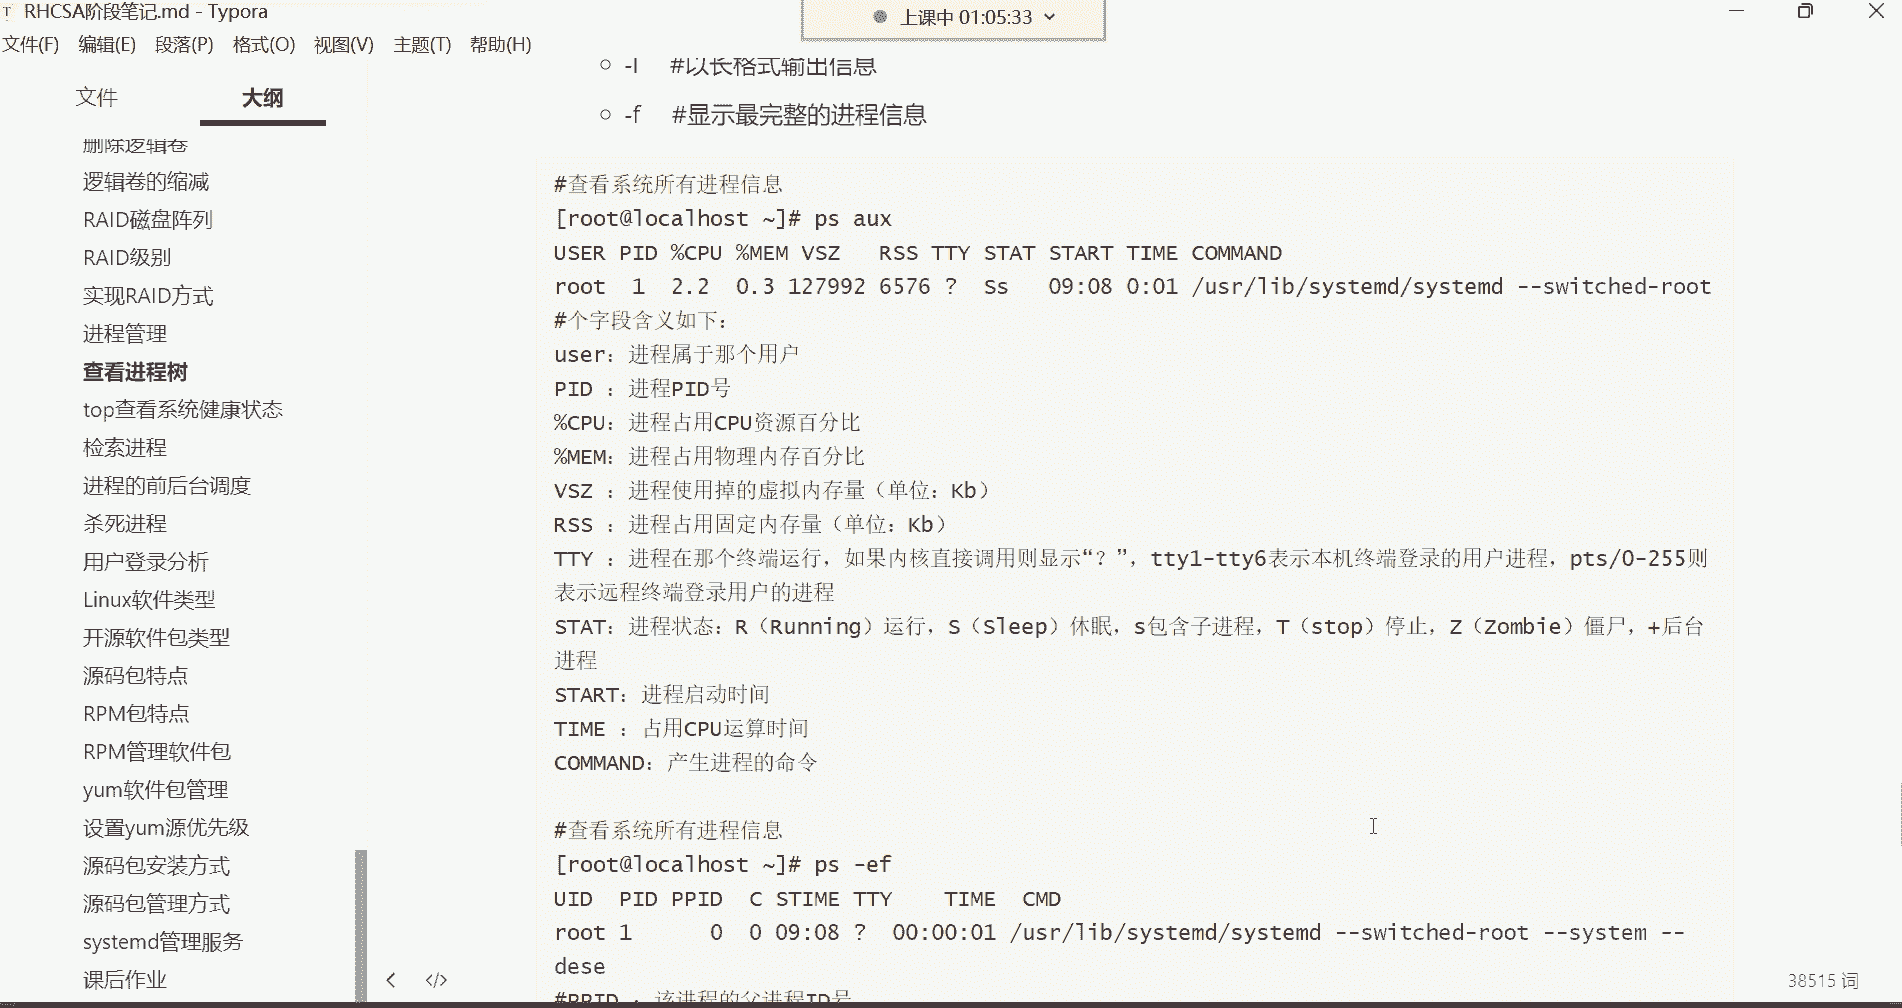 RHCSA阶段笔记.md - Typora
上课中 01:05:33
文件(F) 编辑(E) 段落(P) 格式(O) 视图(V) 主题(T) 帮助(H)
文件 大纲
删除逻辑卷
逻辑卷的缩减
RAID磁盘阵列
RAID级别
实现RAID方式
进程管理
查看进程树
top查看系统健康状态
检索进程
进程的前后台调度
杀死进程
用户登录分析
Linux软件类型
开源软件包类型
源码包特点
RPM包特点
RPM管理软件包
yum软件包管理
设置yum源优先级
源码包安装方式
源码包管理方式
systemd管理服务
课后作业
-l #以长格式输出信息
-f #显示最完整的进程信息
#查看系统所有进程信息
[root@localhost ~]# ps aux
USER PID %CPU %MEM VSZ RSS TTY STAT START TIME COMMAND
root 1 2.2 0.3 127992 6576 ? Ss 09:08 0:01 /usr/lib/systemd/systemd --switched-root
#个字段含义如下：
user：进程属于那个用户
PID ：进程PID号
%CPU：进程占用CPU资源百分比
%MEM：进程占用物理内存百分比
VSZ ：进程使用掉的虚拟内存量（单位：Kb）
RSS ：进程占用固定内存量（单位：Kb）
TTY ：进程在那个终端运行，如果内核直接调用则显示“？”，tty1-tty6表示本机终端登录的用户进程，pts/0-255则
表示远程终端登录用户的进程
STAT：进程状态：R（Running）运行，S（Sleep）休眠，s包含子进程，T（stop）停止，Z（Zombie）僵尸，+后台
进程
START：进程启动时间
TIME ：占用CPU运算时间
COMMAND：产生进程的命令
#查看系统所有进程信息
[root@localhost ~]# ps -ef
UID PID PPID C STIME TTY TIME CMD
root 1 0 0 09:08 ? 00:00:01 /usr/lib/systemd/systemd --switched-root --system --
dese
#PPID ：该进程的父进程ID号
38515 词